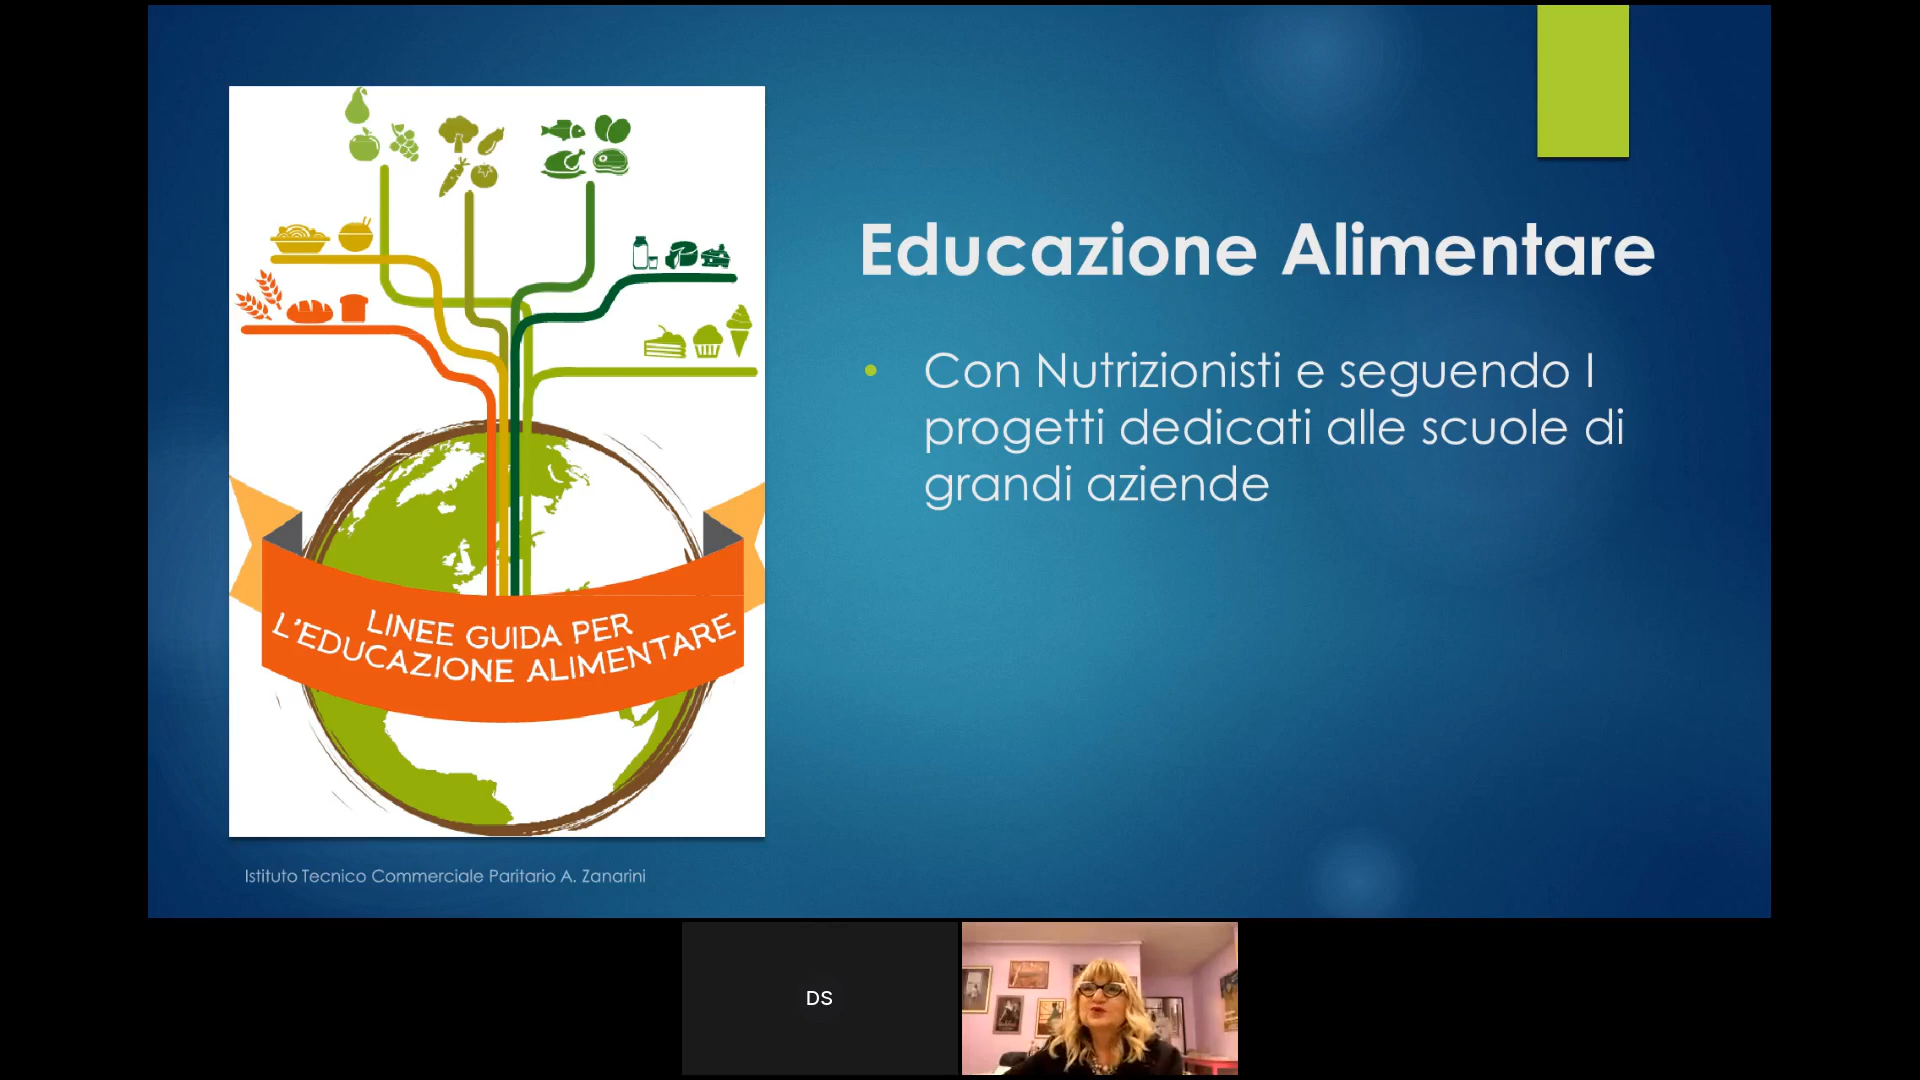 LINEE GUIDA PER
L'EDUCAZIONE ALIMENTARE
Educazione Alimentare
• Con Nutrizionisti e seguendo I
progetti dedicati alle scuole di
grandi aziende
Istituto Tecnico Commerciale Paritario A. Zanarini
DS